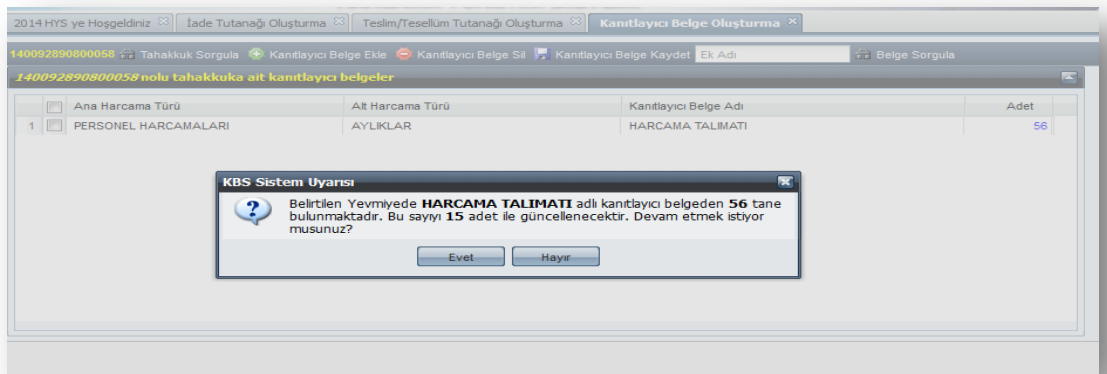 2014 HYS ye Hoşgeldiniz İade Tutanağı Oluşturma Teslim/Tesellüm Tutanağı Oluşturma Kanıtlayıcı Belge Oluşturma
140092890800058 Tahakkuk Sorgula Kanıtlayıcı Belge Ekle Kanıtlayıcı Belge Sil Kanıtlayıcı Belge Kaydet Ek Adı Belge Sorgula
140092890800058 nolu tahakkuka ait kanıtlayıcı belgeler
Ana Harcama Türü Alt Harcama Türü Kanıtlayıcı Belge Adı Adet
1 PERSONEL HARCAMALARI AYLIKLAR HARCAMA TALIMATI 56
KBS Sistem Uyarısı
Belirtilen Yevmiyede HARCAMA TALIMATI adlı kanıtlayıcı belgeden 56 tane
bulunmaktadır. Bu sayıyı 15 adet ile güncellenecektir. Devam etmek istiyor
musunuz?
Evet Hayır